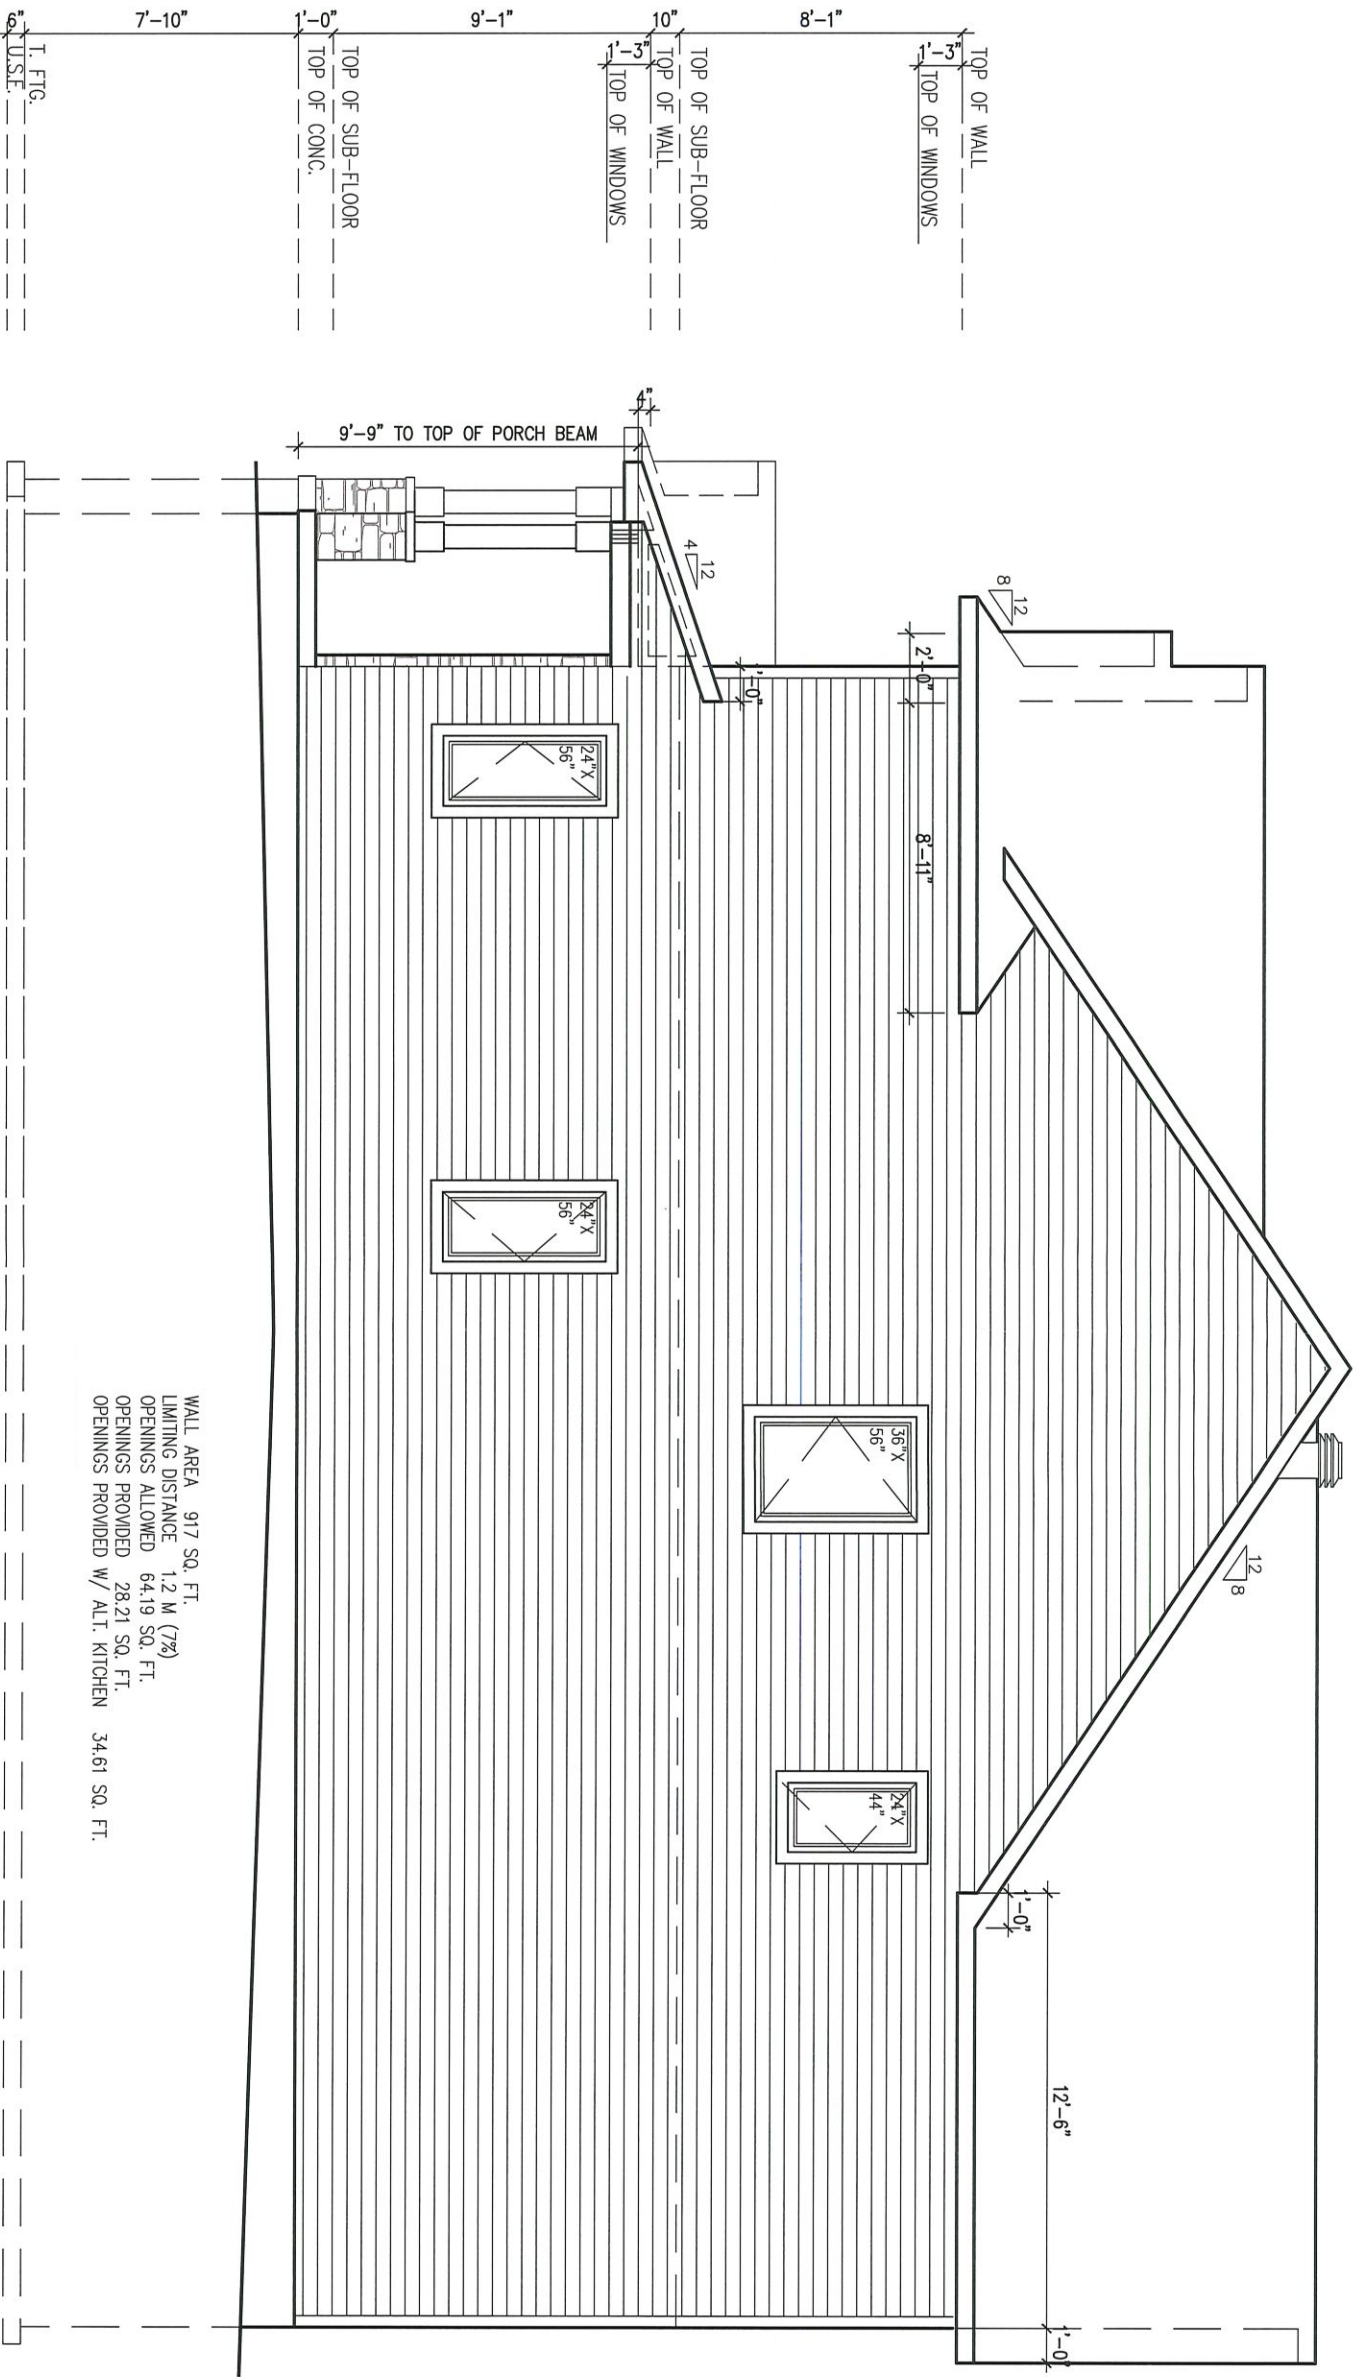 TOP OF WALL
1'-3"
TOP OF WINDOWS
8'-1"
TOP OF SUB-FLOOR
10"
TOP OF WALL
1'-3"
TOP OF WINDOWS
9'-1"
TOP OF SUB-FLOOR
1'-0"
TOP OF CONC.
7'-10"
T. FTG.
6"
U.S.F.
4"
9'-9" TO TOP OF PORCH BEAM
4
12
8
12
2'-0"
1'-0"
8'-11"
24"X
56"
24"X
56"
36"X
56"
24"X
44"
12
8
1'-0"
12'-6"
1'-0"
WALL AREA 917 SQ. FT.
LIMITING DISTANCE 1.2 M (7%)
OPENINGS ALLOWED 64.19 SQ. FT.
OPENINGS PROVIDED 28.21 SQ. FT.
OPENINGS PROVIDED W/ ALT. KITCHEN 34.61 SQ. FT.